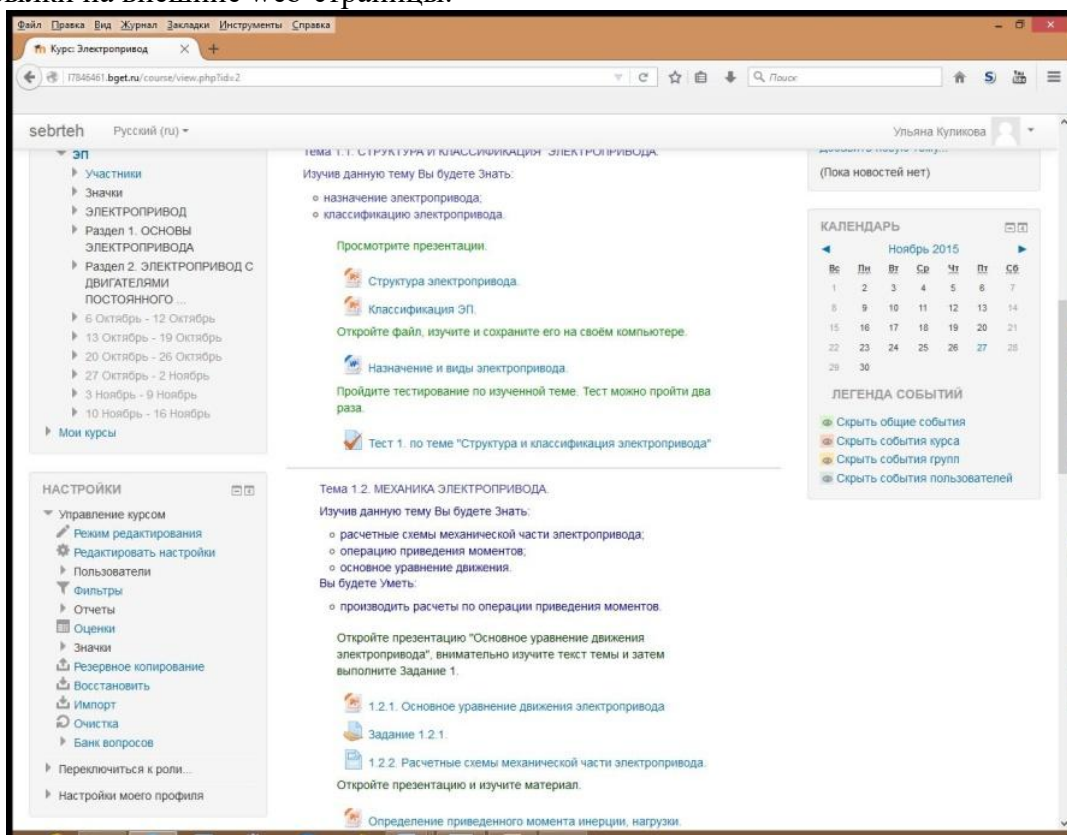 ссылки на внешние web-страницы.
Файл Правка Вид Журнал Закладки Инструменты Справка
Курс: Электропривод
i7846461.bget.ru/course/view.php?id=2
Поиск
sebrteh Русский (ru)
Ульяна Куликова
ЭП
Участники
Значки
ЭЛЕКТРОПРИВОД
Раздел 1. ОСНОВЫ
ЭЛЕКТРОПРИВОДА
Раздел 2. ЭЛЕКТРОПРИВОД С
ДВИГАТЕЛЯМИ
ПОСТОЯННОГО ...
6 Октябрь - 12 Октябрь
13 Октябрь - 19 Октябрь
20 Октябрь - 26 Октябрь
27 Октябрь - 2 Ноябрь
3 Ноябрь - 9 Ноябрь
10 Ноябрь - 16 Ноябрь
Мои курсы
НАСТРОЙКИ
Управление курсом
Режим редактирования
Редактировать настройки
Пользователи
Фильтры
Отчеты
Оценки
Значки
Резервное копирование
Восстановить
Импорт
Очистка
Банк вопросов
Переключиться к роли...
Настройки моего профиля
Тема 1.1. СТРУКТУРА И КЛАССИФИКАЦИЯ ЭЛЕКТРОПРИВОДА.
Изучив данную тему Вы будете Знать:
назначение электропривода;
классификацию электропривода.
Просмотрите презентации.
Структура электропривода.
Классификация ЭП.
Откройте файл, изучите и сохраните его на своём компьютере.
Назначение и виды электропривода.
Пройдите тестирование по изученной теме. Тест можно пройти два
раза.
Тест 1. по теме "Структура и классификация электропривода"
Тема 1.2. МЕХАНИКА ЭЛЕКТРОПРИВОДА.
Изучив данную тему Вы будете Знать:
расчетные схемы механической части электропривода;
операцию приведения моментов;
основное уравнение движения.
Вы будете Уметь:
производить расчеты по операции приведения моментов.
Откройте презентацию "Основное уравнение движения
электропривода", внимательно изучите текст темы и затем
выполните Задание 1.
1.2.1. Основное уравнение движения электропривода
Задание 1.2.1.
1.2.2. Расчетные схемы механической части электропривода.
Откройте презентацию и изучите материал.
Определение приведенного момента инерции, нагрузки.
Добавить новую тему...
(Пока новостей нет)
КАЛЕНДАРЬ
Ноябрь 2015
Вс Пн Вт Ср Чт Пт Сб
1 2 3 4 5 6 7
8 9 10 11 12 13 14
15 16 17 18 19 20 21
22 23 24 25 26 27 28
29 30
ЛЕГЕНДА СОБЫТИЙ
Скрыть общие события
Скрыть события курса
Скрыть события групп
Скрыть события пользователей